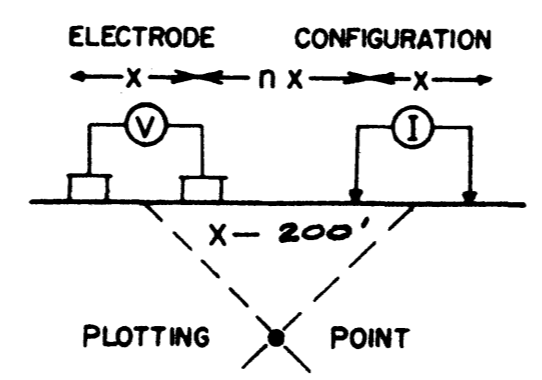 ELECTRODE CONFIGURATION
X n X X
V I
X — 200'
PLOTTING POINT